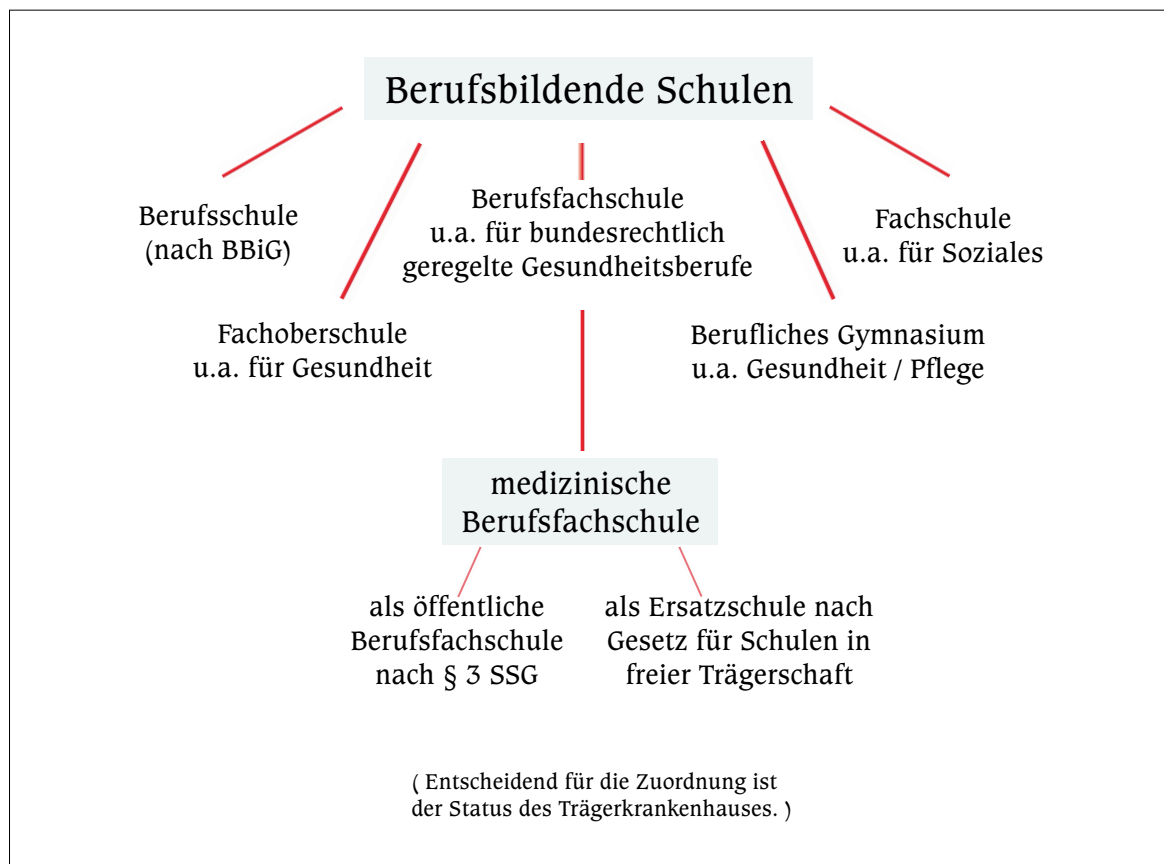 Berufsbildende Schulen
Berufsschule
(nach BBiG)
Fachoberschule
u.a. für Gesundheit
Berufsfachschule
u.a. für bundesrechtlich
geregelte Gesundheitsberufe
Berufliches Gymnasium
u.a. Gesundheit / Pflege
Fachschule
u.a. für Soziales
medizinische
Berufsfachschule
als öffentliche
Berufsfachschule
nach § 3 SSG
als Ersatzschule nach
Gesetz für Schulen in
freier Trägerschaft
( Entscheidend für die Zuordnung ist
der Status des Trägerkrankenhauses. )